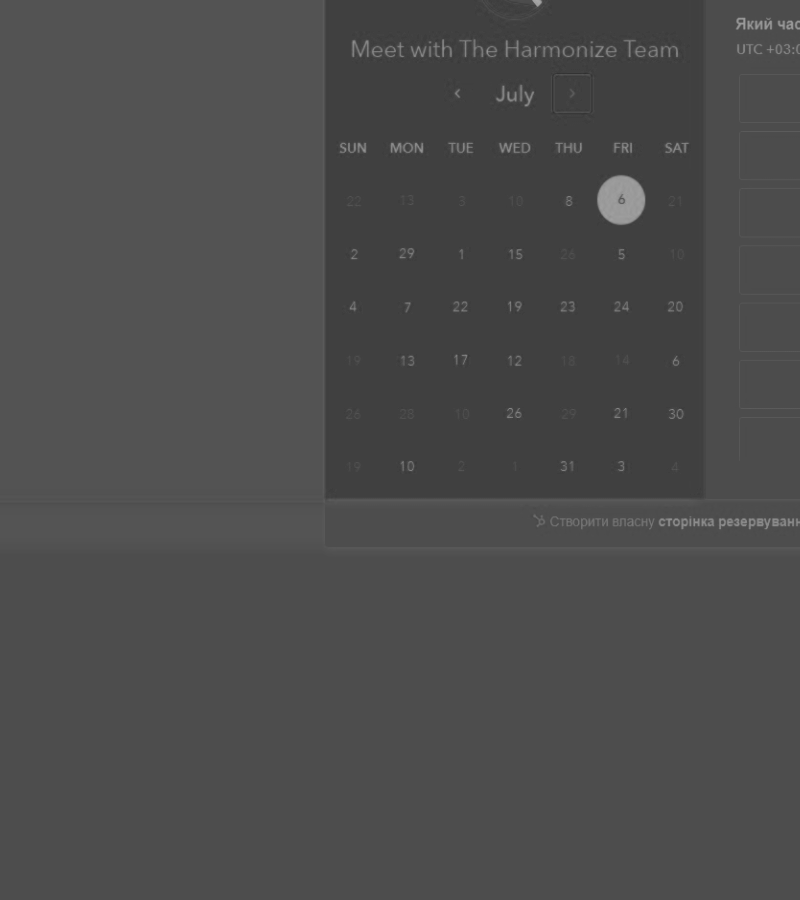 Meet with The Harmonize Team
July
SUN MON TUE WED THU FRI SAT
22 13 3 18 8 6 21
2 29 1 15 26 5 10
4 7 22 19 23 24 20
19 13 17 12 18 14 6
26 28 10 26 29 21 30
19 10 2 1 31 3 4
Який час
UTC +03:0
Створити власну сторінка резервуванн